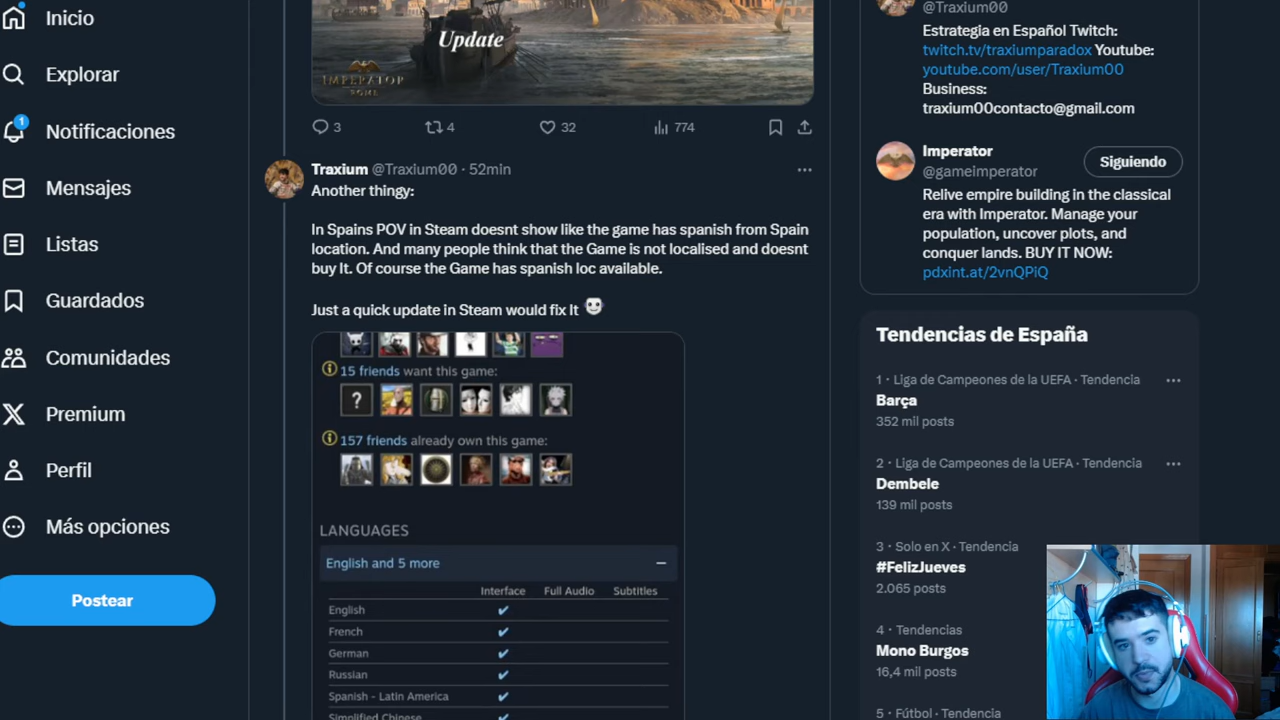 Inicio
Explorar
1
Notificaciones
Mensajes
Listas
Guardados
Comunidades
Premium
Perfil
Más opciones
Postear
Update
IMPERATOR
ROME
3
4
32
774
Traxium @Traxium00 · 52min
Another thingy:
In Spains POV in Steam doesnt show like the game has spanish from Spain
location. And many people think that the Game is not localised and doesnt
buy It. Of course the Game has spanish loc available.
Just a quick update in Steam would fix It
15 friends want this game:
?
157 friends already own this game:
LANGUAGES
English and 5 more
Interface Full Audio Subtitles
English
French
German
Russian
Spanish - Latin America
Simplified Chinese
@Traxium00
Estrategia en Español Twitch:
twitch.tv/traxiumparadox Youtube:
youtube.com/user/Traxium00
Business:
traxium00contacto@gmail.com
Imperator
@gameimperator
Siguiendo
Relive empire building in the classical
era with Imperator. Manage your
population, uncover plots, and
conquer lands. BUY IT NOW:
pdxint.at/2vnQPiQ
Tendencias de España
1 · Liga de Campeones de la UEFA · Tendencia
Barça
352 mil posts
2 · Liga de Campeones de la UEFA · Tendencia
Dembele
139 mil posts
3 · Solo en X · Tendencia
#FelizJueves
2.065 posts
4 · Tendencias
Mono Burgos
16,4 mil posts
5 · Fútbol · Tendencia